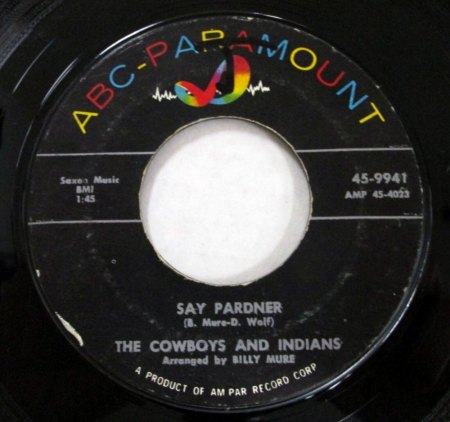 ABC-PARAMOUNT
Saxon Music
BMI
1:45
45-9941
AMP 45-4023
SAY PARDNER
(B. Mure-D. Wolf)
THE COWBOYS AND INDIANS
Arranged by BILLY MURE
A PRODUCT OF AM PAR RECORD CORP